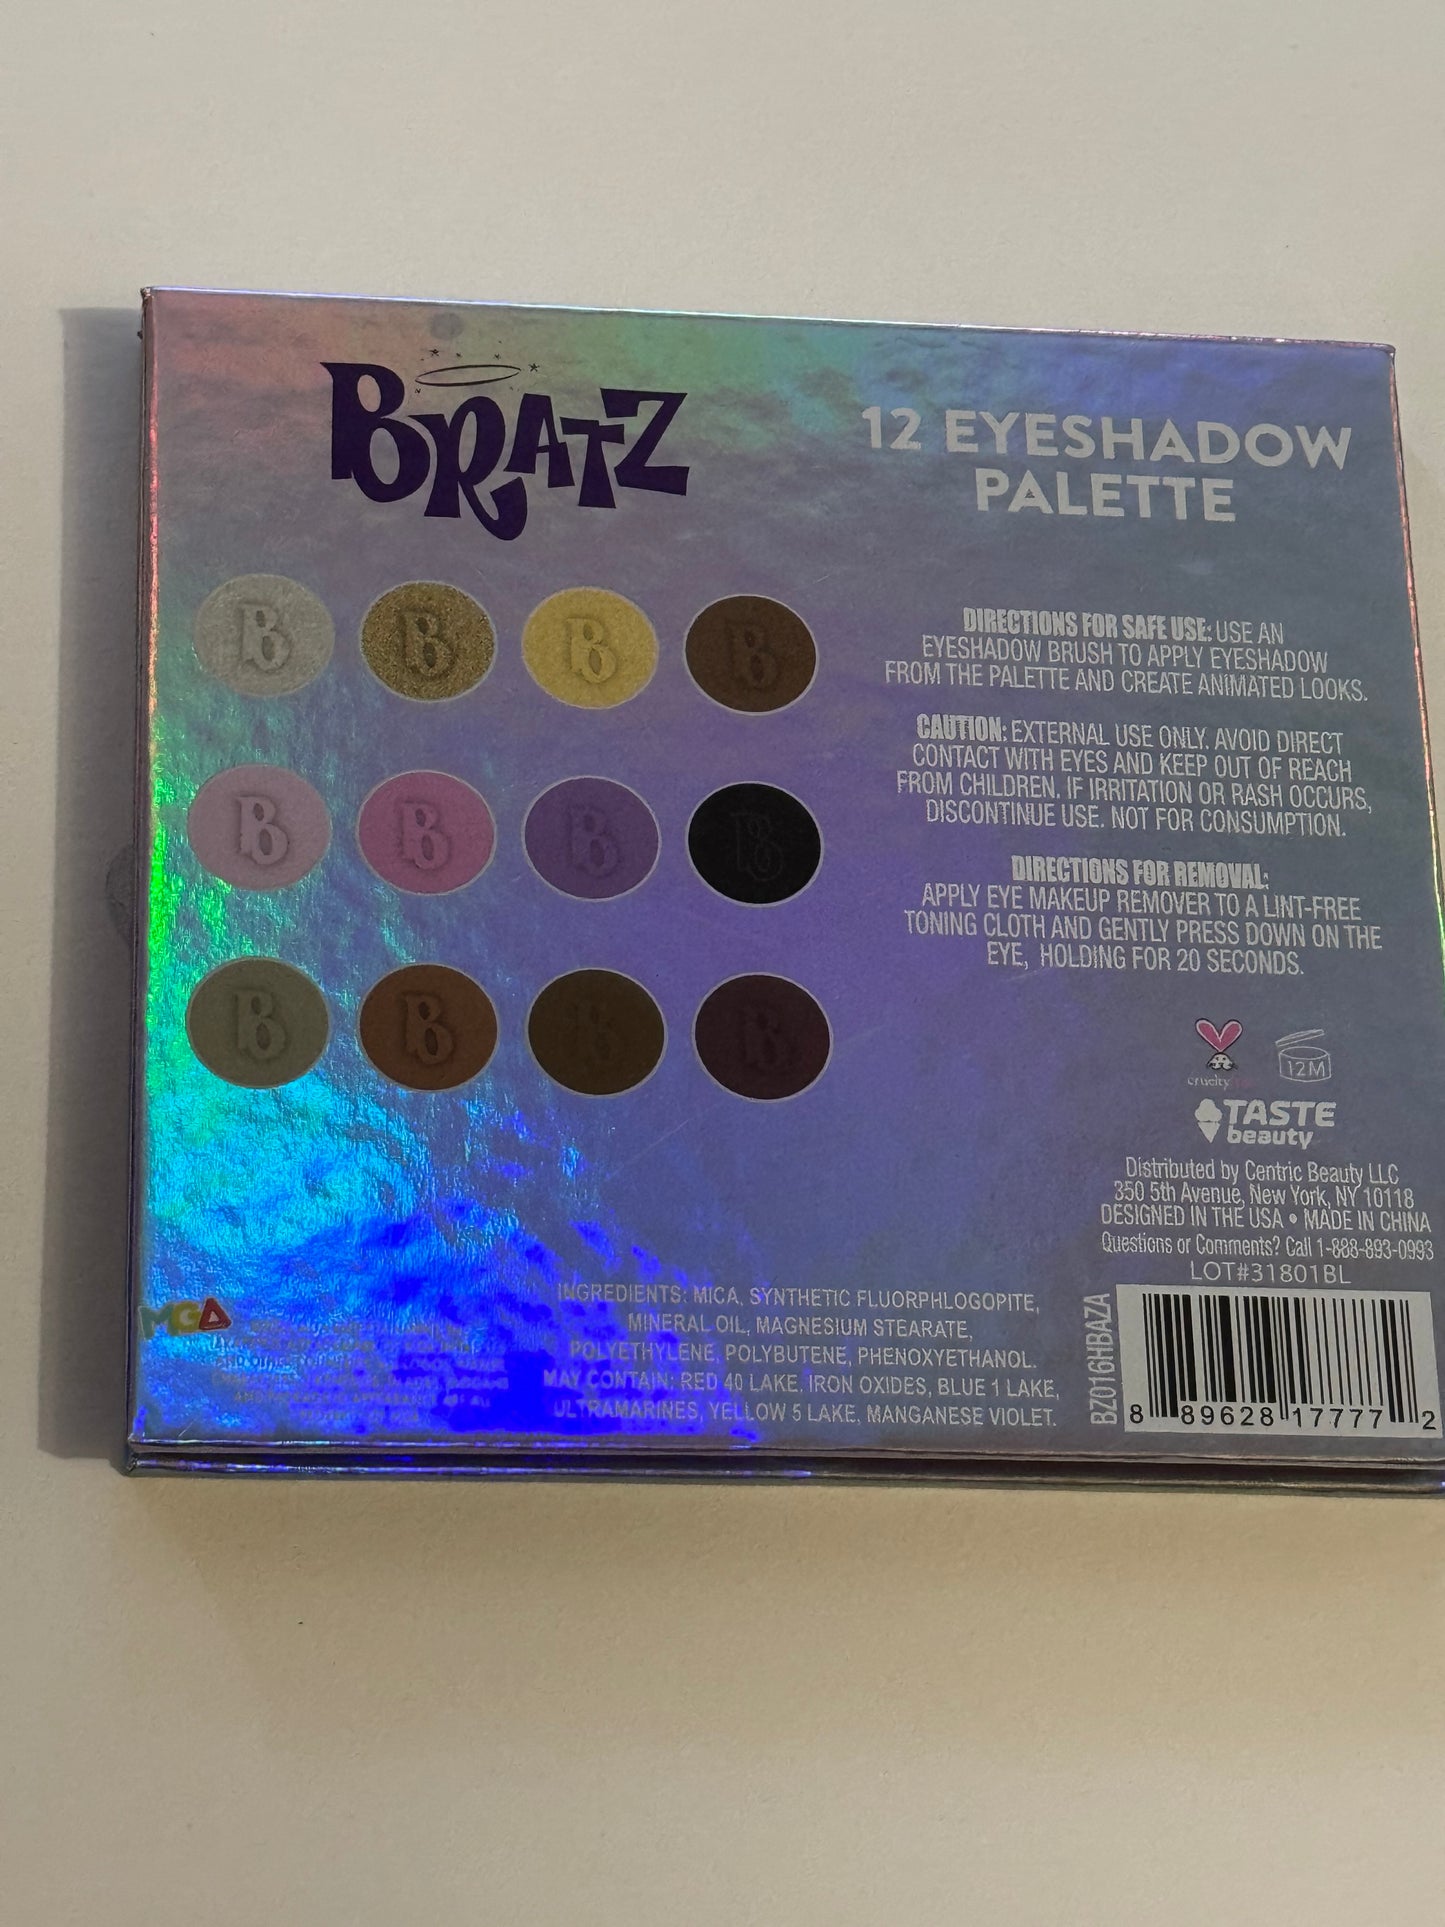 BRATZ
12 EYESHADOW
PALETTE
B B B B
B B B B
B B B B
DIRECTIONS FOR SAFE USE: USE AN
EYESHADOW BRUSH TO APPLY EYESHADOW
FROM THE PALETTE AND CREATE ANIMATED LOOKS.
CAUTION: EXTERNAL USE ONLY. AVOID DIRECT
CONTACT WITH EYES AND KEEP OUT OF REACH
FROM CHILDREN. IF IRRITATION OR RASH OCCURS,
DISCONTINUE USE. NOT FOR CONSUMPTION.
DIRECTIONS FOR REMOVAL:
APPLY EYE MAKEUP REMOVER TO A LINT-FREE
TONING CLOTH AND GENTLY PRESS DOWN ON THE
EYE, HOLDING FOR 20 SECONDS.
cruelty
12M
TASTE
beauty
Distributed by Centric Beauty LLC
350 5th Avenue, New York, NY 10118
DESIGNED IN THE USA • MADE IN CHINA
Questions or Comments? Call 1-888-893-0993
LOT#31801BL
BZ016HBAZA
8 89628 17777 2
INGREDIENTS: MICA, SYNTHETIC FLUORPHLOGOPITE,
MINERAL OIL, MAGNESIUM STEARATE,
POLYETHYLENE, POLYBUTENE, PHENOXYETHANOL.
MAY CONTAIN: RED 40 LAKE, IRON OXIDES, BLUE 1 LAKE,
ULTRAMARINES, YELLOW 5 LAKE, MANGANESE VIOLET.
MGA